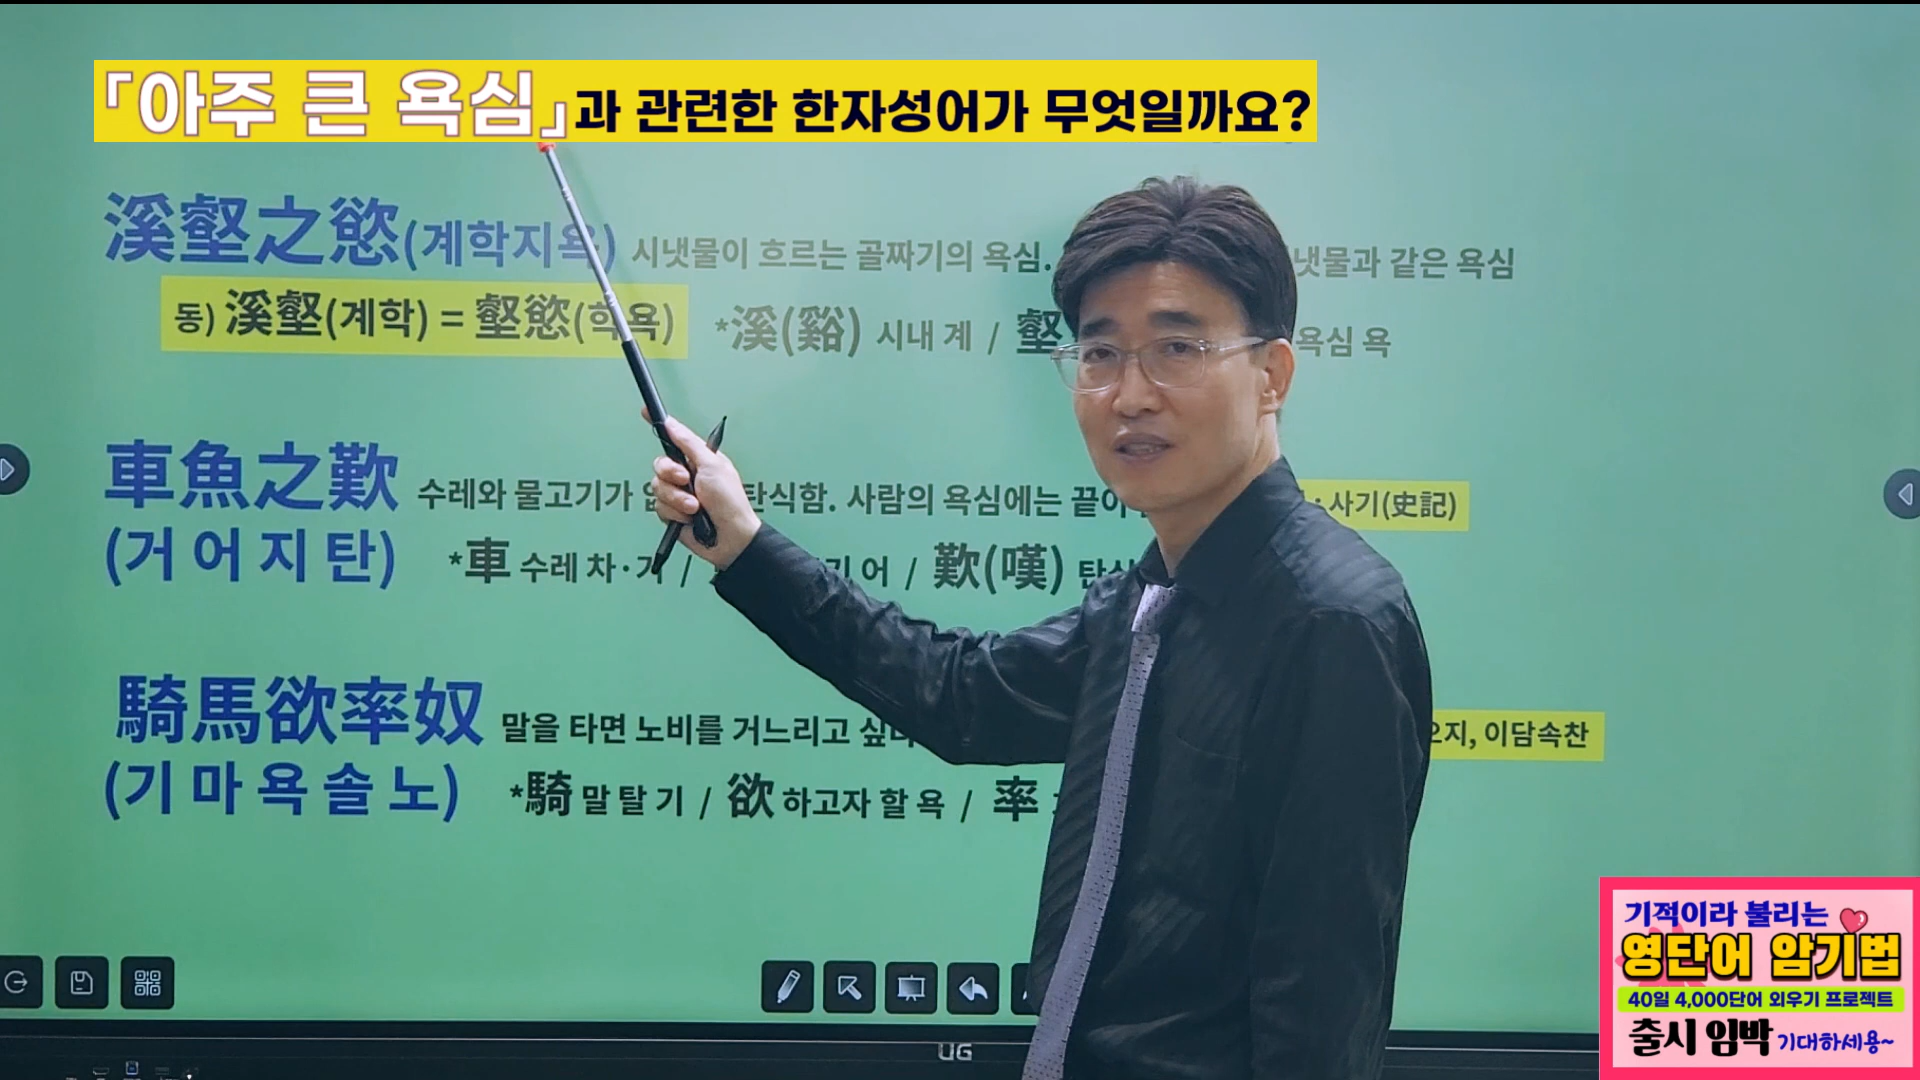 「아주 큰 욕심」과 관련한 한자성어가 무엇일까요?
溪壑之慾(계학지욕) 시냇물이 흐르는 골짜기의 욕심. 냇물과 같은 욕심
동) 溪壑(계학) = 壑慾(학욕) *溪(谿) 시내 계 / 壑 욕심 욕
車魚之歎 수레와 물고기가 탄식함. 사람의 욕심에는 끝이 사기(史記)
(거어지탄) *車 수레 차·거 / 어 / 歎(嘆)
騎馬欲率奴 말을 타면 노비를 거느리고 이담속찬
(기마욕솔노) *騎 말 탈 기 / 欲 하고자 할 욕 / 率
기적이라 불리는
영단어 암기법
40일 4,000단어 외우기 프로젝트
출시 임박 기대하세용~
UG